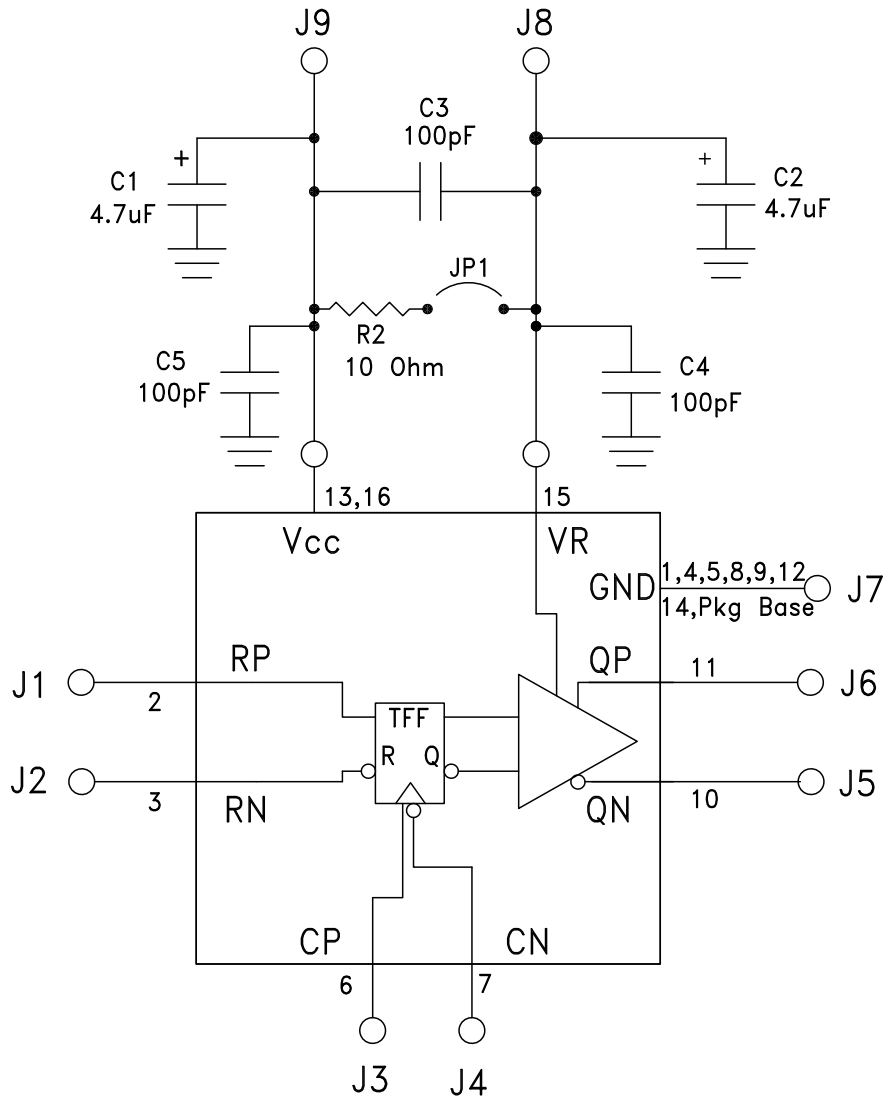 J9
J8
C3
100pF
+
C1
4.7uF
+
C2
4.7uF
JP1
R2
10 Ohm
C5
100pF
C4
100pF
13,16
15
Vcc
VR
GND
1,4,5,8,9,12
14,Pkg Base
J7
J1
2
RP
QP
11
J6
TFF
R
Q
J2
3
RN
QN
10
J5
CP
CN
6
7
J3
J4